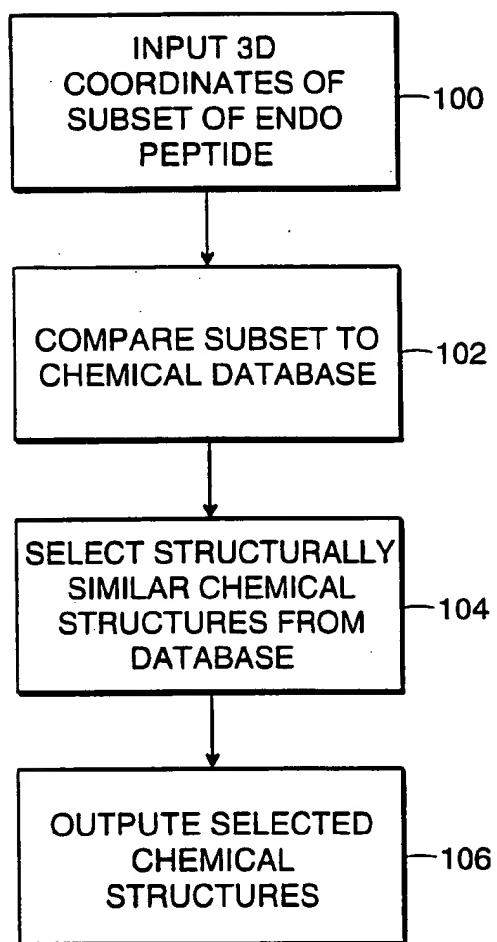 INPUT 3D
COORDINATES OF
SUBSET OF ENDO
PEPTIDE
100
COMPARE SUBSET TO
CHEMICAL DATABASE
102
SELECT STRUCTURALLY
SIMILAR CHEMICAL
STRUCTURES FROM
DATABASE
104
OUTPUTE SELECTED
CHEMICAL
STRUCTURES
106